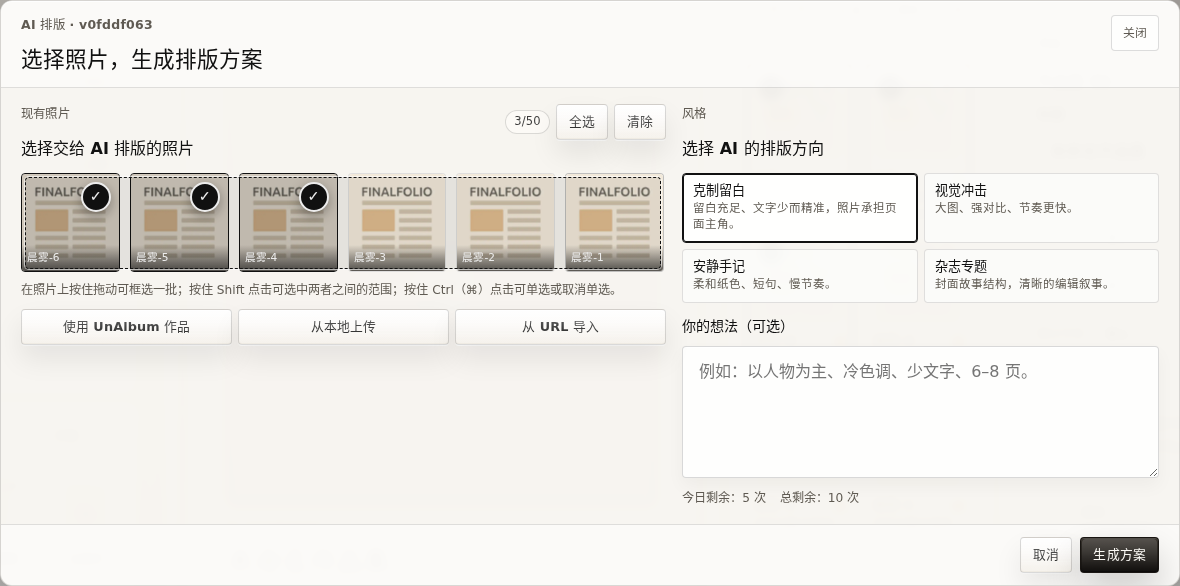 AI 排版 · v0fddf063
选择照片，生成排版方案
关闭
现有照片
3/50
全选
清除
选择交给 AI 排版的照片
FINALFO
FINALFO
FINALFO
FINALFOLIO
FINALFOLIO
FINALFOLIO
✓
✓
✓
晨雾-6
晨雾-5
晨雾-4
晨雾-3
晨雾-2
晨雾-1
在照片上按住拖动可框选一批；按住 Shift 点击可选中两者之间的范围；按住 Ctrl（⌘）点击可单选或取消单选。
使用 UnAlbum 作品
从本地上传
从 URL 导入
风格
选择 AI 的排版方向
克制留白
留白充足、文字少而精准，照片承担页
面主角。
视觉冲击
大图、强对比、节奏更快。
安静手记
柔和纸色、短句、慢节奏。
杂志专题
封面故事结构，清晰的编辑叙事。
你的想法（可选）
例如：以人物为主、冷色调、少文字、6–8 页。
今日剩余：5 次 总剩余：10 次
取消
生成方案